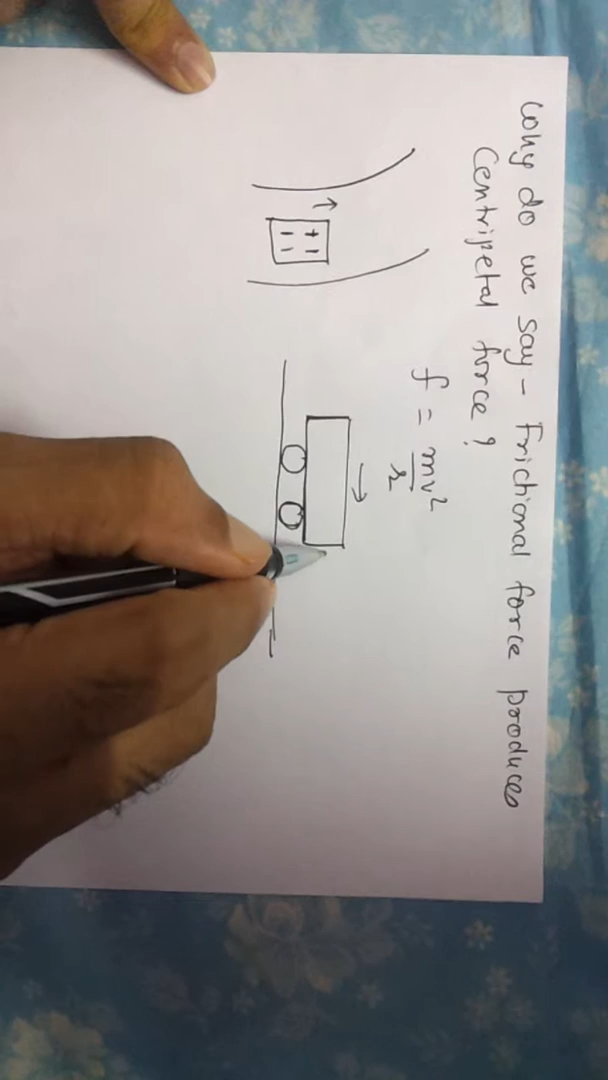 Why do we say - Frictional force produces
Centripetal force?
f = mv²/r